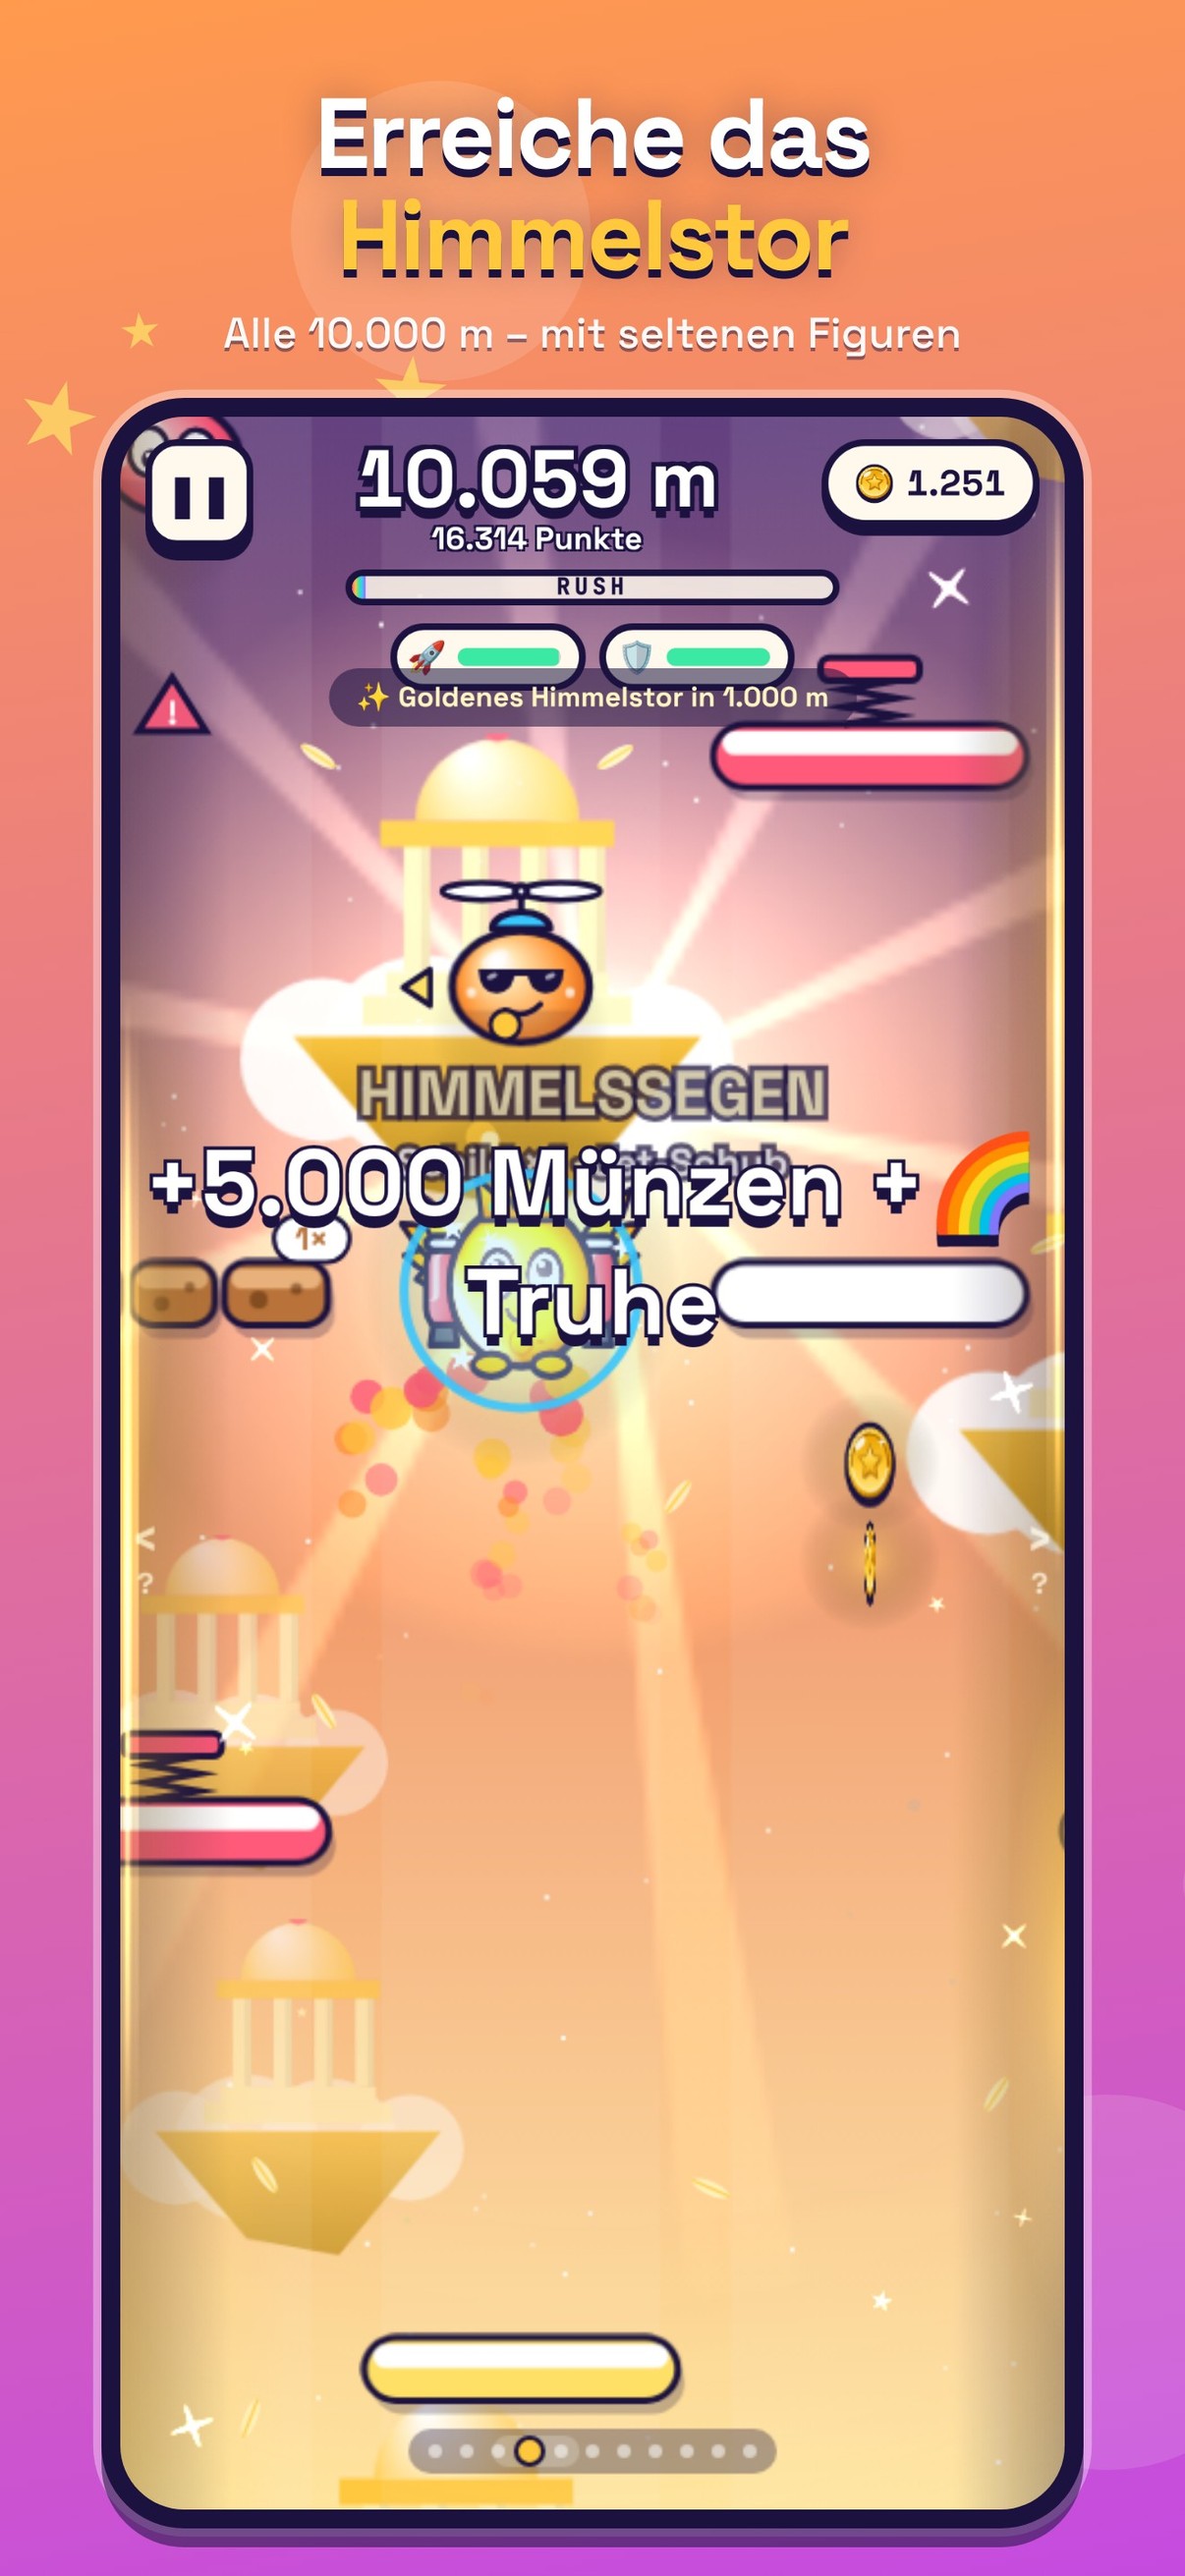 Erreiche das
Himmelstor
Alle 10.000 m – mit seltenen Figuren
10.059 m
1.251
16.314 Punkte
RUSH
✨ Goldenes Himmelstor in 1.000 m
!
HIMMELSSEGEN
+5.000 Münzen +🌈
1×
Truhe
< >
? ?